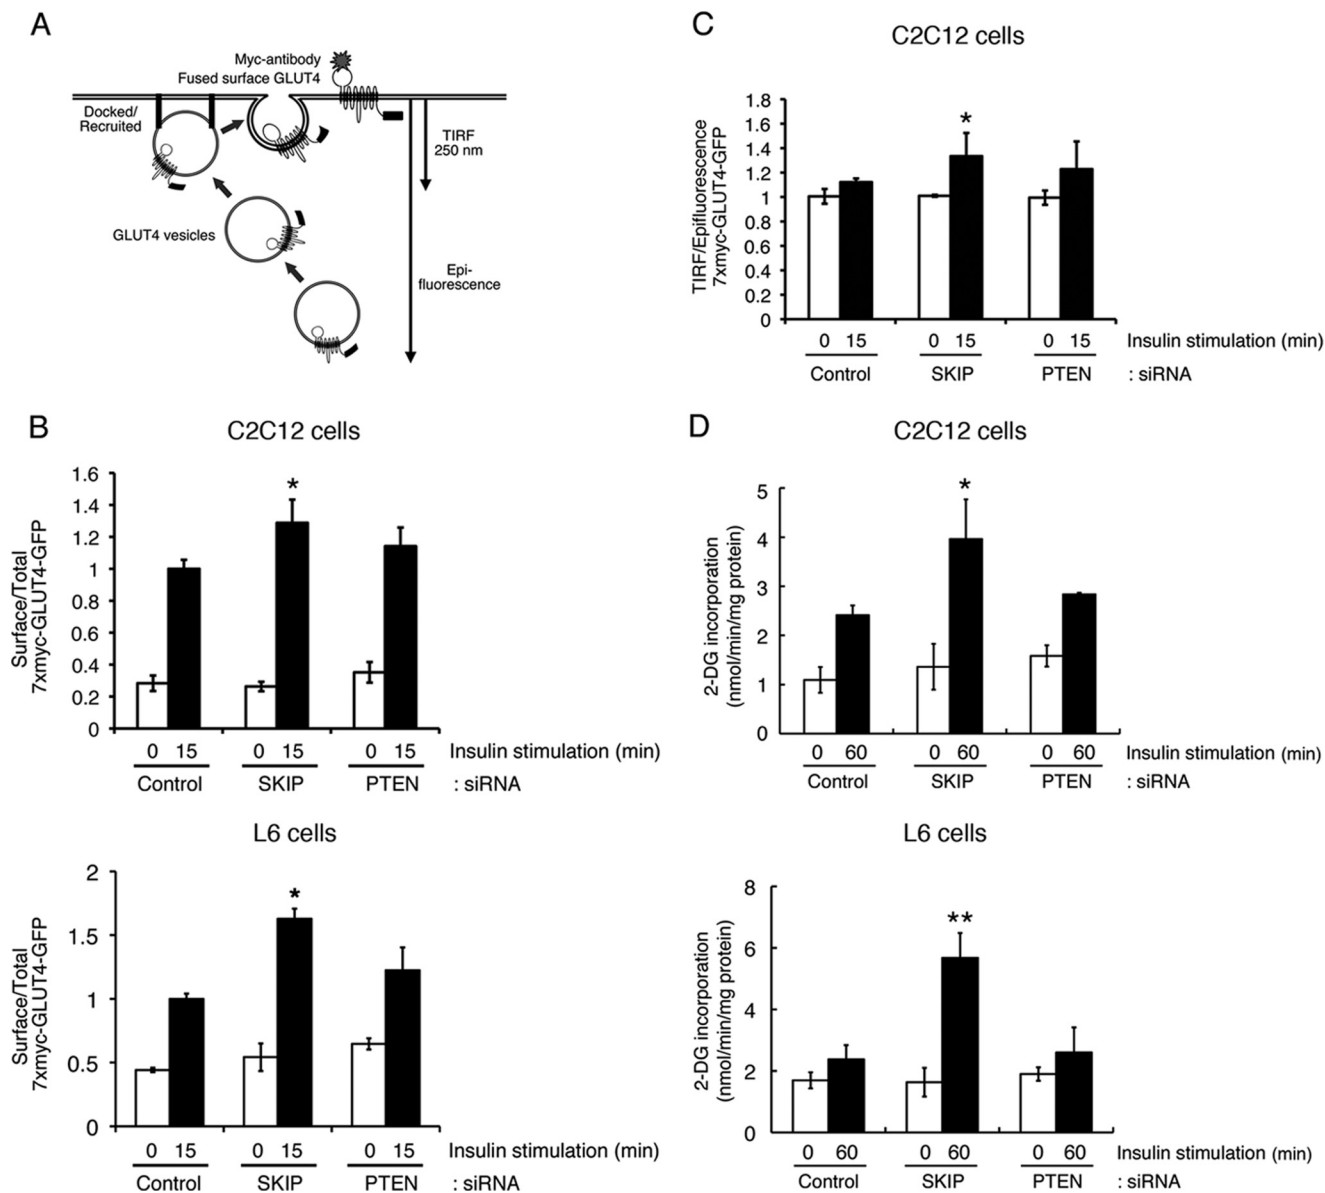 A
Myc-antibody
Fused surface GLUT4
Docked/
Recruited
TIRF
250 nm
GLUT4 vesicles
Epi-
fluorescence
B
C2C12 cells
Surface/Total
7xmyc-GLUT4-GFP
1.6
1.4
1.2
1
0.8
0.6
0.4
0.2
0
*
0 15 0 15 0 15 Insulin stimulation (min)
Control SKIP PTEN : siRNA
L6 cells
Surface/Total
7xmyc-GLUT4-GFP
2
1.5
1
0.5
0
*
0 15 0 15 0 15 Insulin stimulation (min)
Control SKIP PTEN : siRNA
C
C2C12 cells
TIRF/Epifluorescence
7xmyc-GLUT4-GFP
1.8
1.6
1.4
1.2
1
0.8
0.6
0.4
0.2
0
*
0 15 0 15 0 15 Insulin stimulation (min)
Control SKIP PTEN : siRNA
D
C2C12 cells
2-DG incorporation
(nmol/min/mg protein)
5
4
3
2
1
0
*
0 60 0 60 0 60 Insulin stimulation (min)
Control SKIP PTEN : siRNA
L6 cells
2-DG incorporation
(nmol/min/mg protein)
8
6
4
2
0
**
0 60 0 60 0 60 Insulin stimulation (min)
Control SKIP PTEN : siRNA